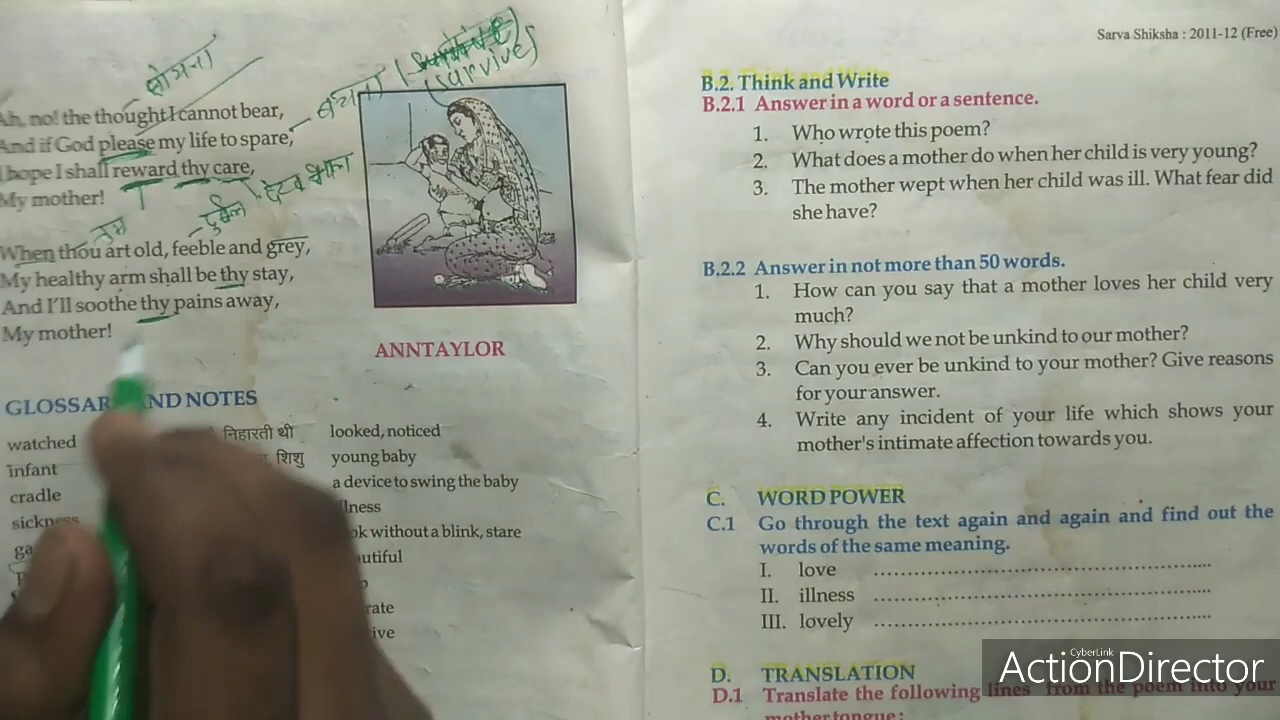 सोचना
बचाना (survive)
Ah, no! the thought I cannot bear,
And if God please my life to spare,
I hope I shall reward thy care,
My mother!
देखभाल
तुम
दुर्बल
When thou art old, feeble and grey,
My healthy arm shall be thy stay,
And I'll soothe thy pains away,
My mother!
ANNTAYLOR
GLOSSAR ND NOTES
watched निहारती थी looked, noticed
infant शिशु young baby
cradle a device to swing the baby
sickness lness
ok without a blink, stare
autiful
rate
ive
Sarva Shiksha : 2011-12 (Free)
B.2. Think and Write
B.2.1 Answer in a word or a sentence.
1. Who wrote this poem?
2. What does a mother do when her child is very young?
3. The mother wept when her child was ill. What fear did
she have?
B.2.2 Answer in not more than 50 words.
1. How can you say that a mother loves her child very
much?
2. Why should we not be unkind to our mother?
3. Can you ever be unkind to your mother? Give reasons
for your answer.
4. Write any incident of your life which shows your
mother's intimate affection towards you.
C. WORD POWER
C.1 Go through the text again and again and find out the
words of the same meaning.
I. love ....................
II. illness ....................
III. lovely ....................
D. TRANSLATION
D.1 Translate the following lines from the poem into your
mother tongue:
CyberLink
ActionDirector